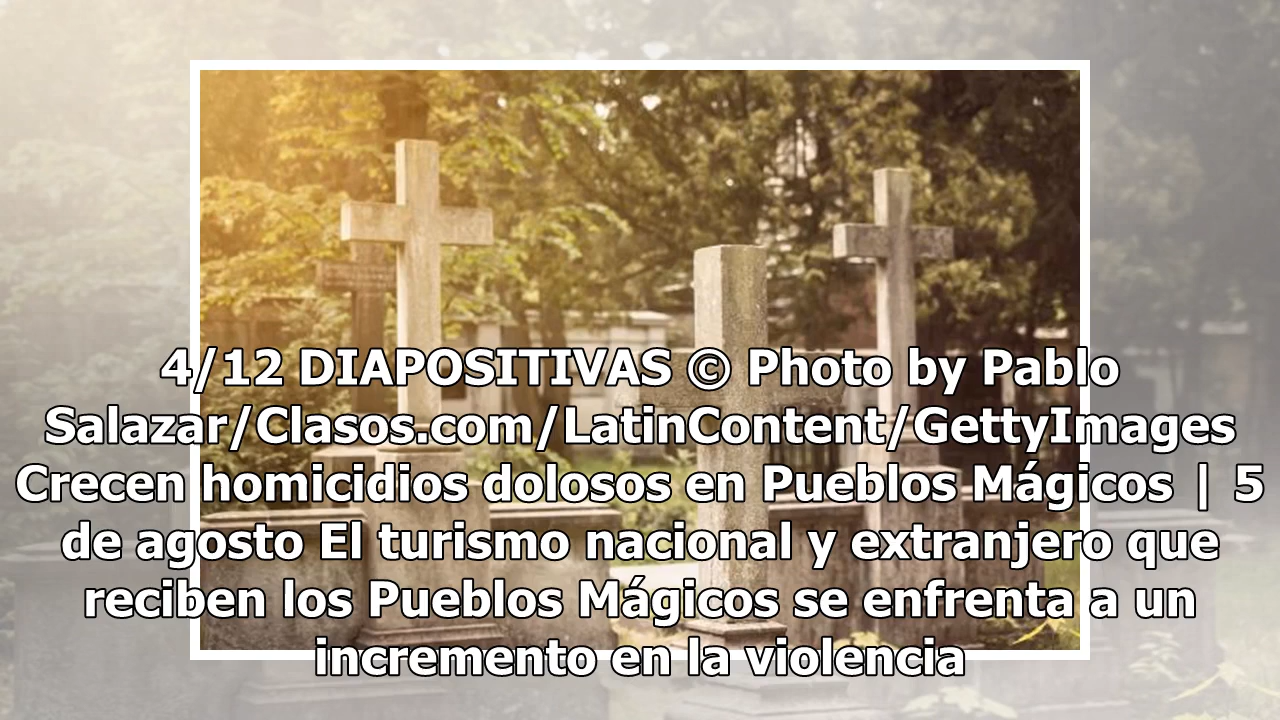 4/12 DIAPOSITIVAS © Photo by Pablo
Salazar/Clasos.com/LatinContent/GettyImages
Crecen homicidios dolosos en Pueblos Mágicos | 5
de agosto El turismo nacional y extranjero que
reciben los Pueblos Mágicos se enfrenta a un
incremento en la violencia